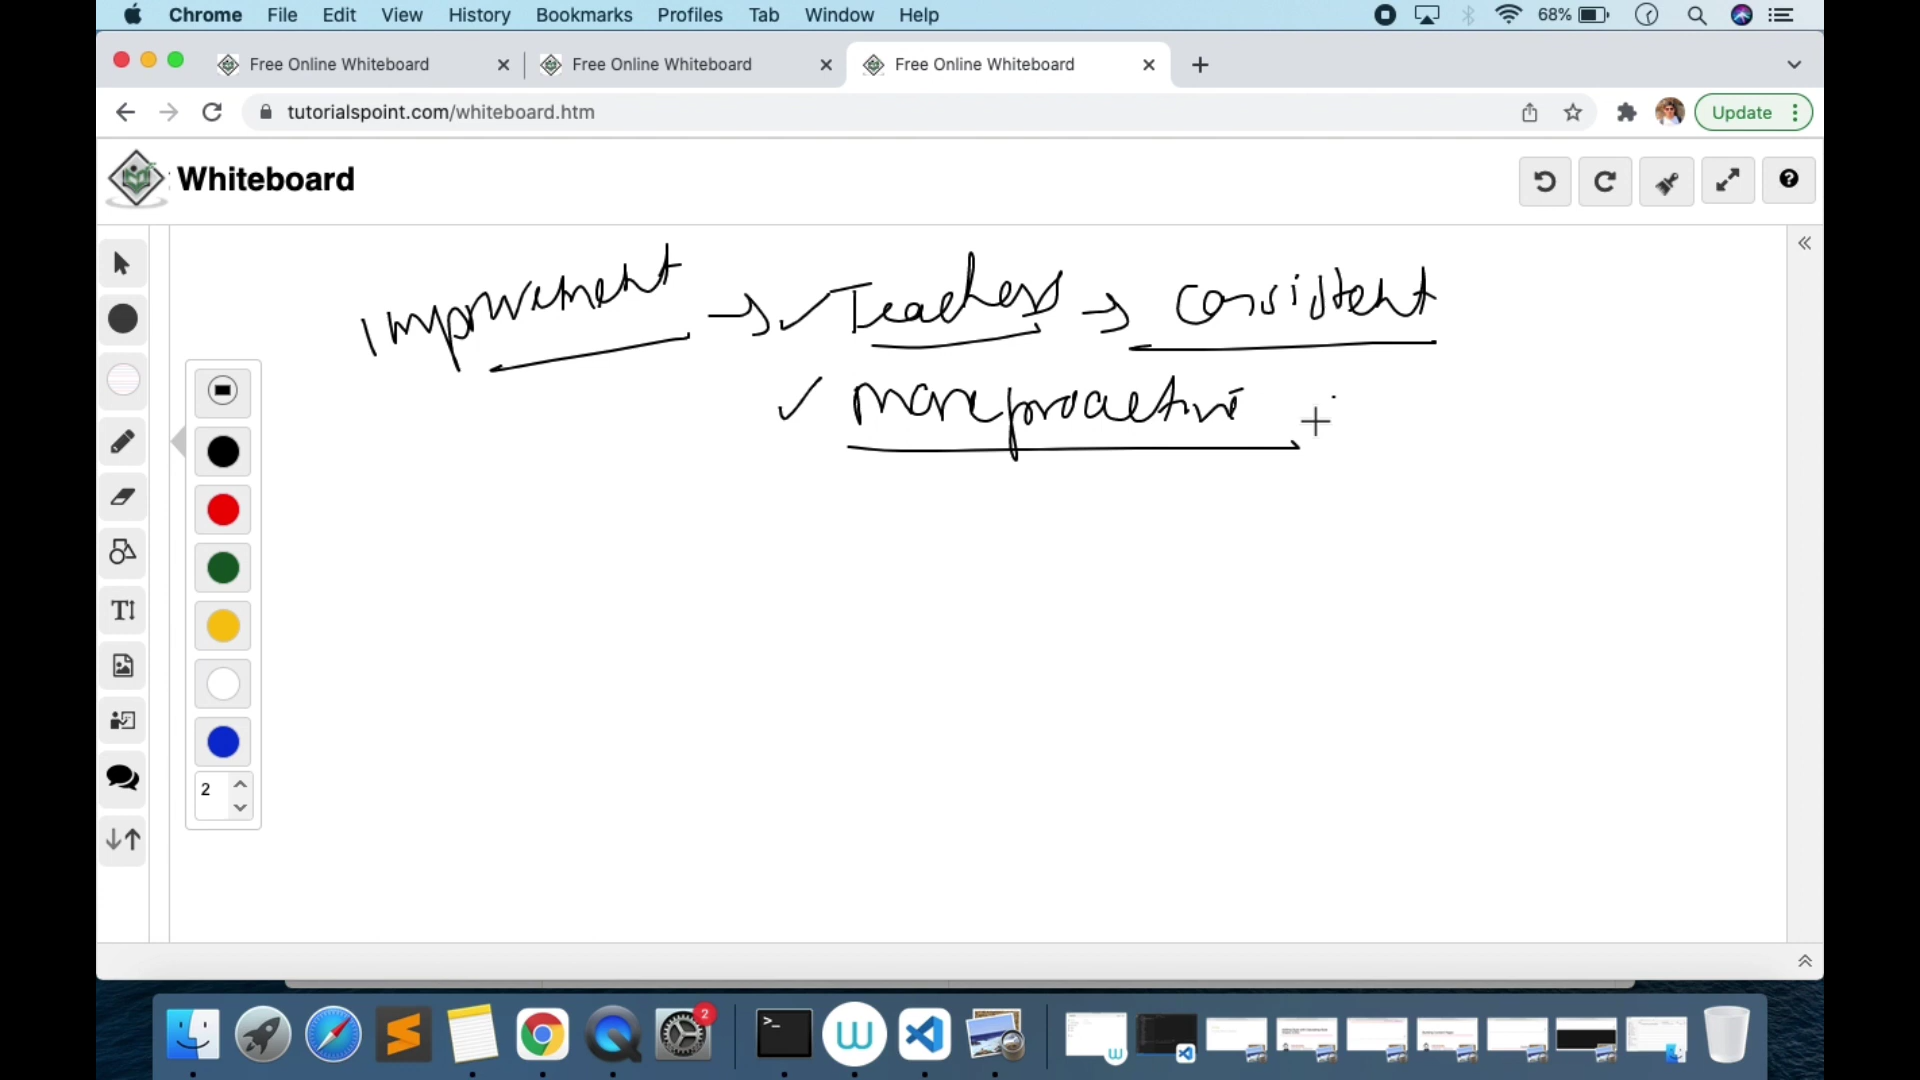 Chrome File Edit View History Bookmarks Profiles Tab Window Help 68%
Free Online Whiteboard Free Online Whiteboard Free Online Whiteboard
tutorialspoint.com/whiteboard.htm Update
Whiteboard
Improvement → ✓ Teachers → consistent
✓ more proactive
2
2